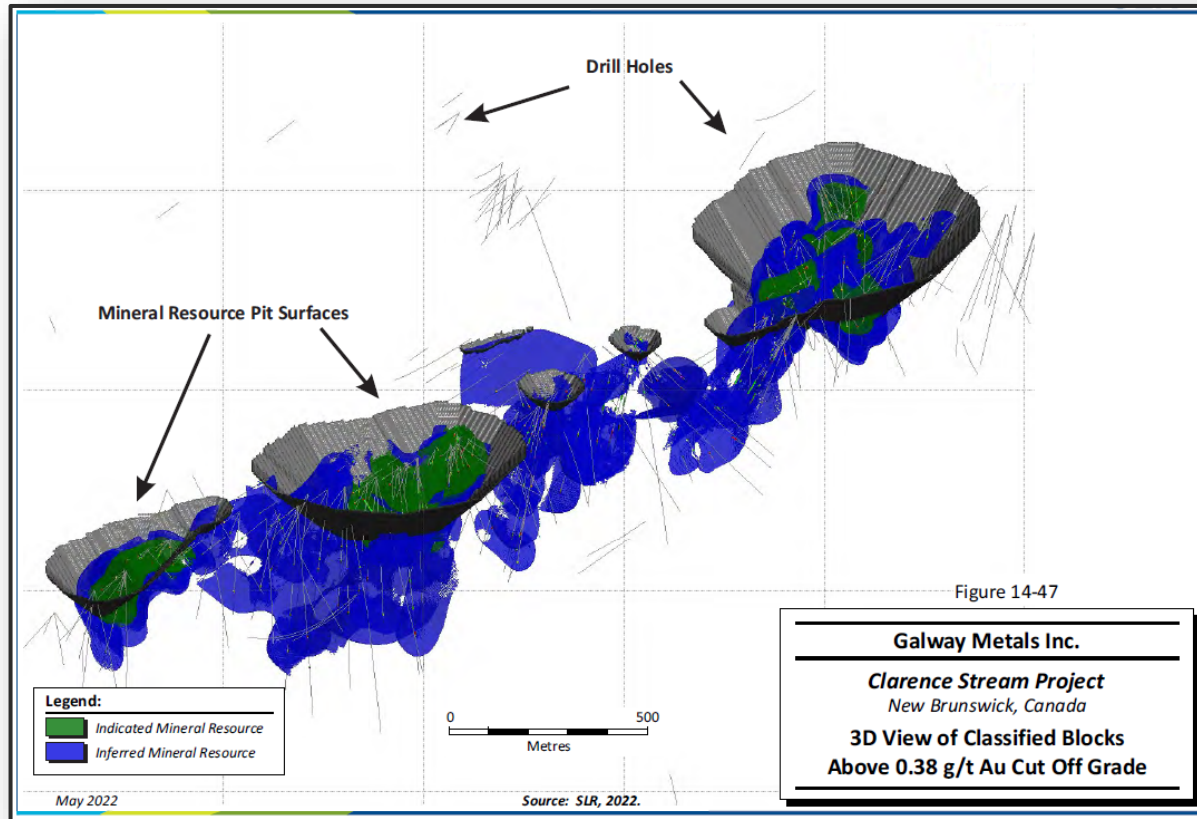 Drill Holes
Mineral Resource Pit Surfaces
Figure 14-47
Galway Metals Inc.
Clarence Stream Project
New Brunswick, Canada
3D View of Classified Blocks
Above 0.38 g/t Au Cut Off Grade
Legend:
Indicated Mineral Resource
Inferred Mineral Resource
0 500
Metres
May 2022
Source: SLR, 2022.